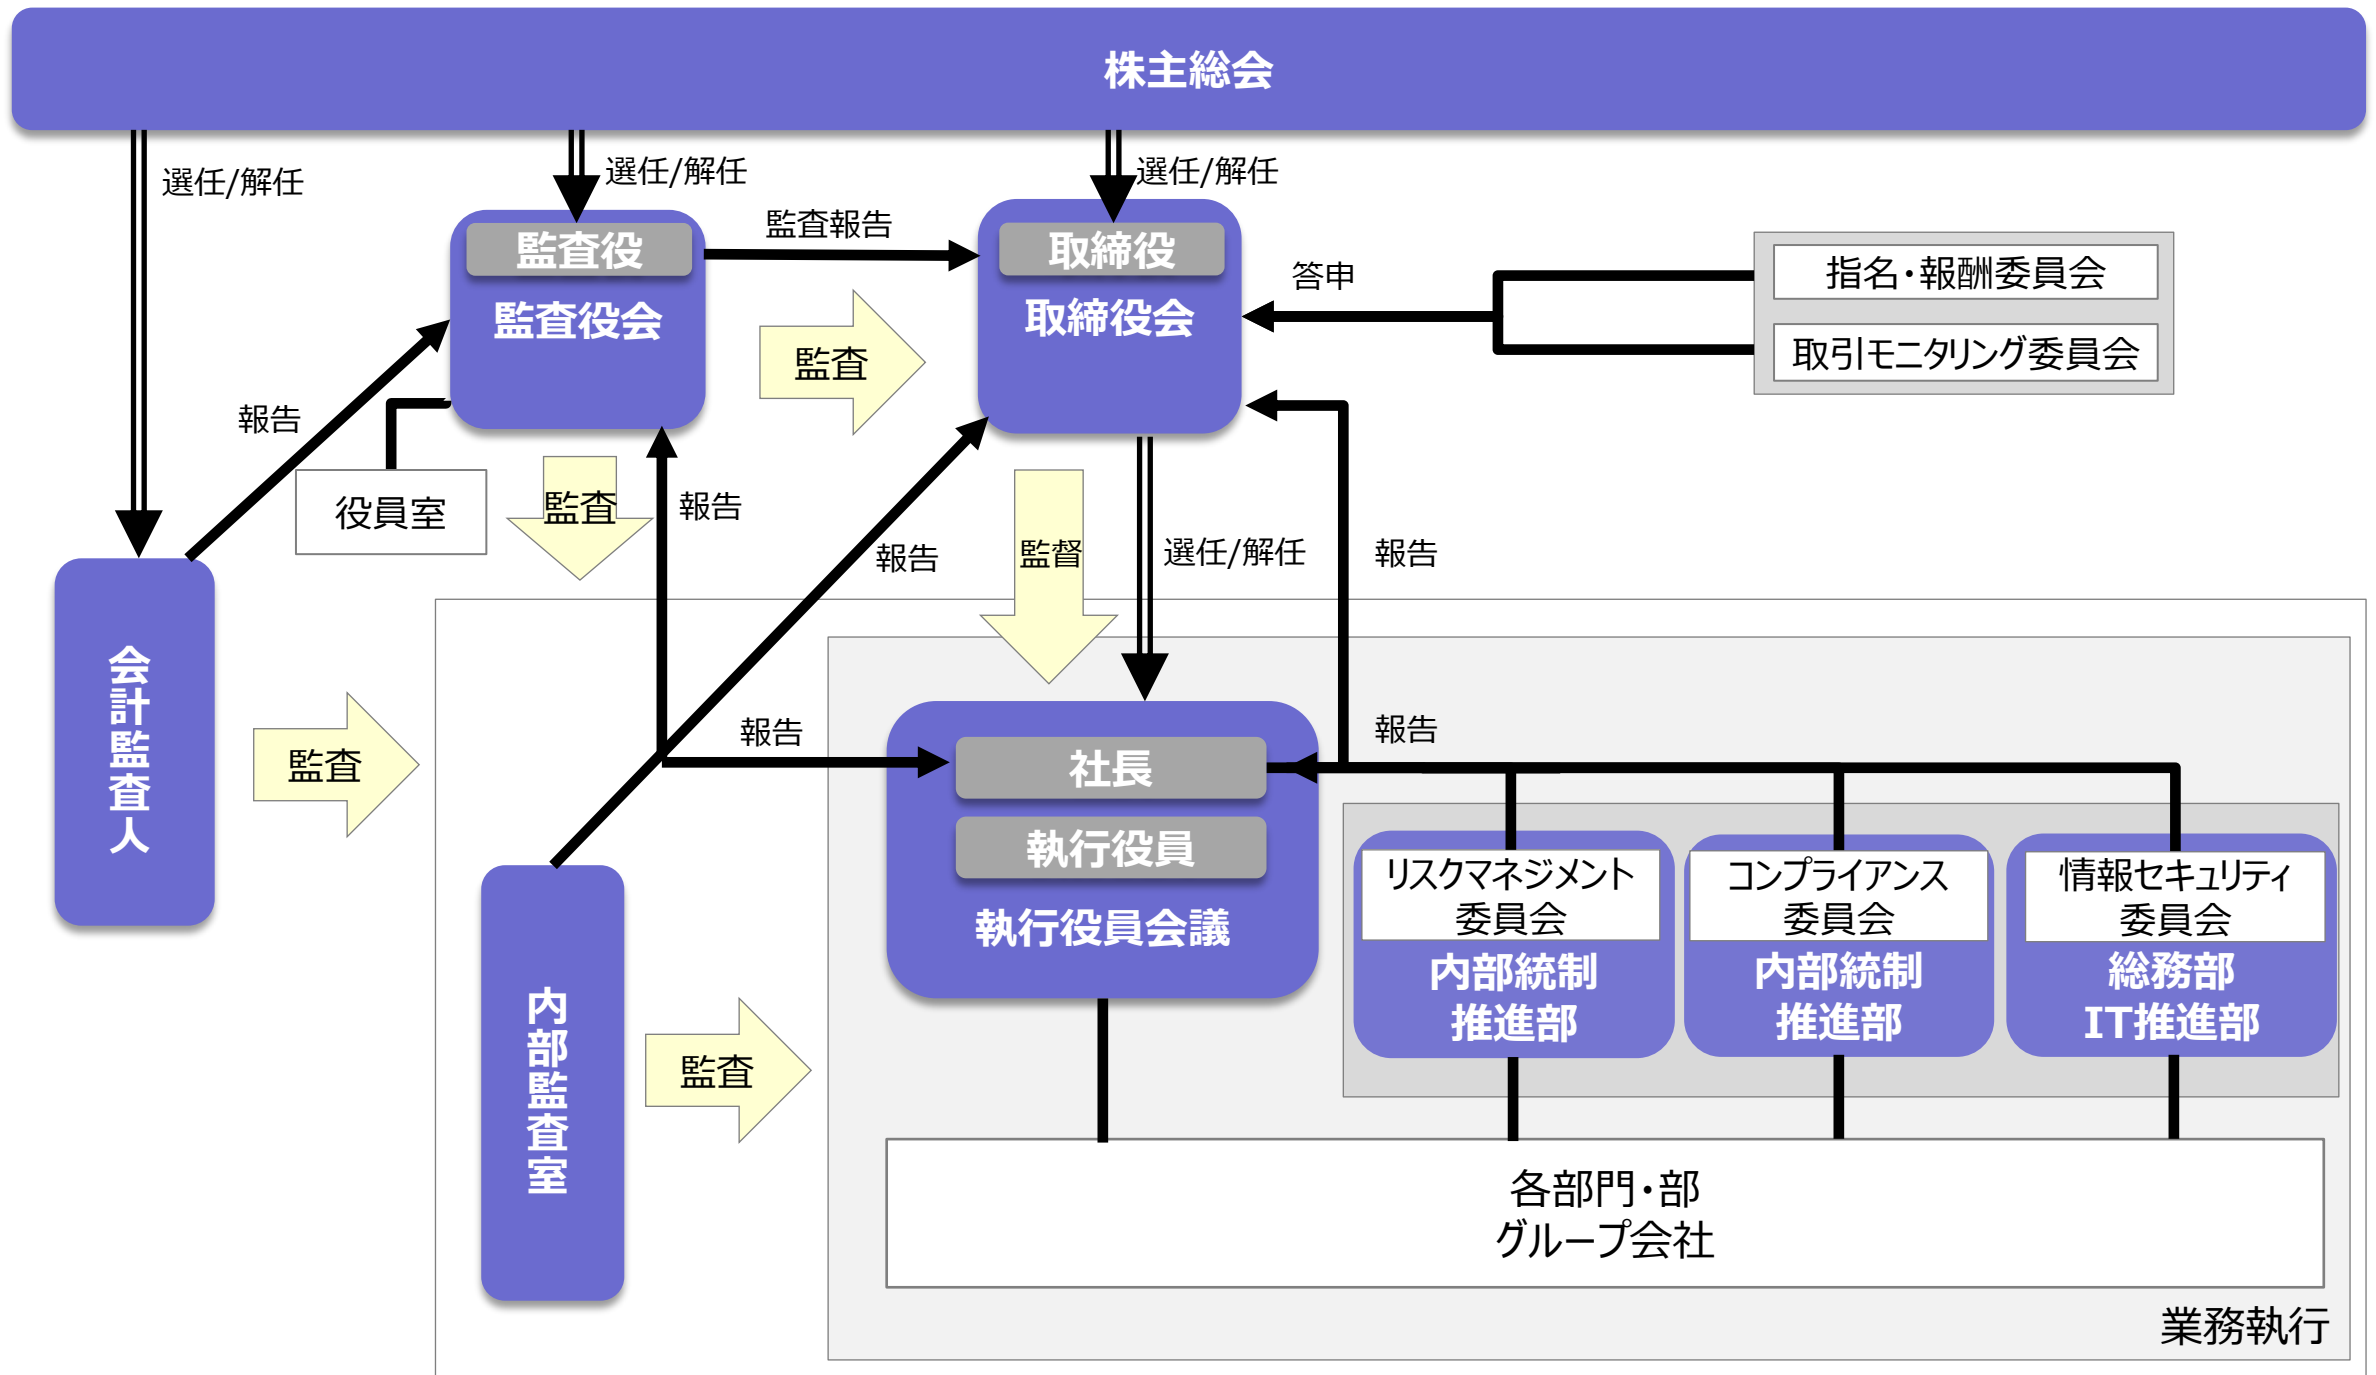 株主総会
選任/解任
選任/解任
選任/解任
監査役
監査役会
監査報告
取締役
取締役会
答申
指名・報酬委員会
取引モニタリング委員会
監査
報告
役員室
監査
報告
報告
監督
選任/解任
報告
会計監査人
監査
報告
社長
執行役員
執行役員会議
報告
リスクマネジメント
委員会
内部統制
推進部
コンプライアンス
委員会
内部統制
推進部
情報セキュリティ
委員会
総務部
IT推進部
内部監査室
監査
各部門・部
グループ会社
業務執行